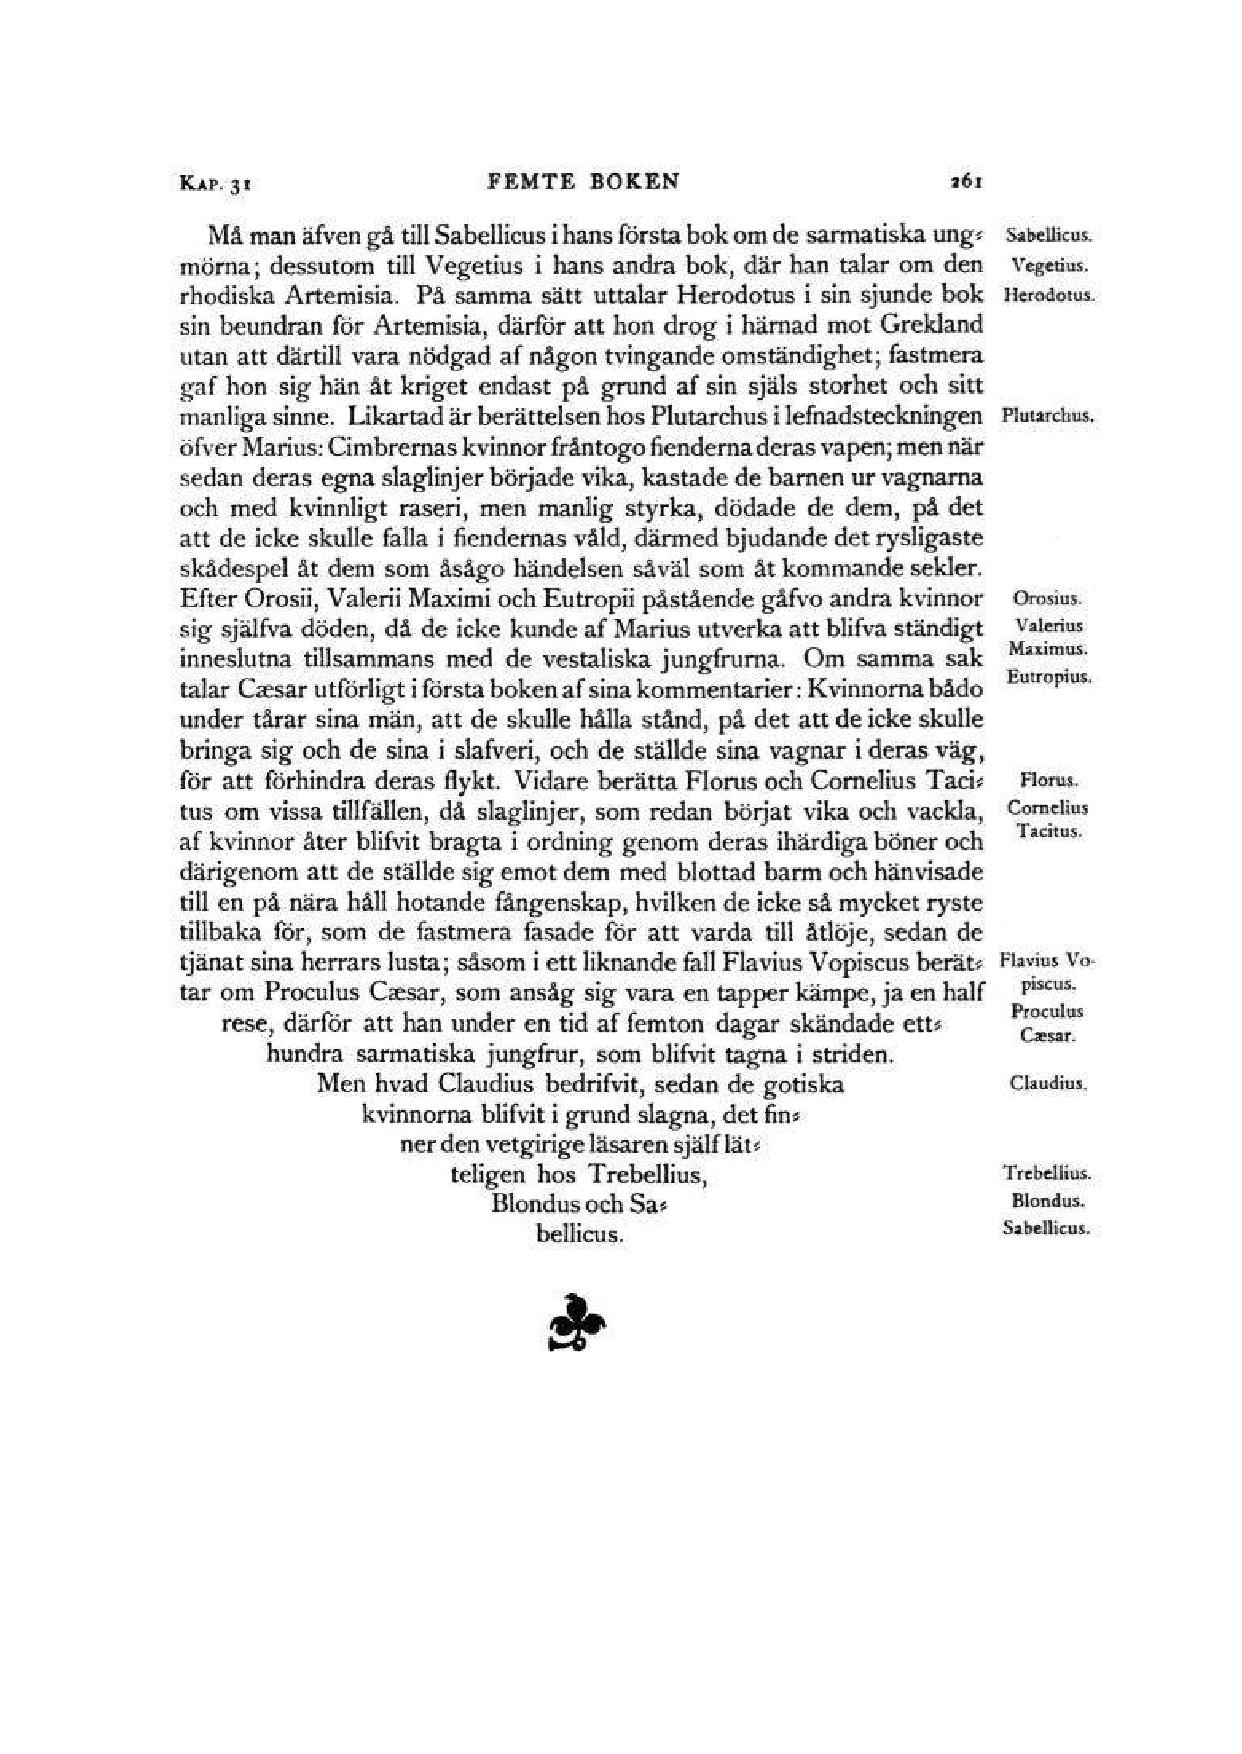 KAP. 31 FEMTE BOKEN 261
Må man äfven gå till Sabellicus i hans första bok om de sarmatiska ung⸗ Sabellicus.
mörna; dessutom till Vegetius i hans andra bok, där han talar om den Vegetius.
rhodiska Artemisia. På samma sätt uttalar Herodotus i sin sjunde bok Herodotus.
sin beundran för Artemisia, därför att hon drog i härnad mot Grekland
utan att därtill vara nödgad af någon tvingande omständighet; fastmera
gaf hon sig hän åt kriget endast på grund af sin själs storhet och sitt
manliga sinne. Likartad är berättelsen hos Plutarchus i lefnadsteckningen Plutarchus.
öfver Marius: Cimbrernas kvinnor fråntogo fienderna deras vapen; men när
sedan deras egna slaglinjer började vika, kastade de barnen ur vagnarna
och med kvinnligt raseri, men manlig styrka, dödade de dem, på det
att de icke skulle falla i fiendernas våld, därmed bjudande det rysligaste
skådespel åt dem som åsågo händelsen såväl som åt kommande sekler.
Efter Orosii, Valerii Maximi och Eutropii påstående gåfvo andra kvinnor Orosius.
sig själfva döden, då de icke kunde af Marius utverka att blifva ständigt Valerius
inneslutna tillsammans med de vestaliska jungfruma. Om samma sak Maximus.
talar Cæsar utförligt i första boken af sina kommentarier: Kvinnorna bådo Eutropius.
under tårar sina män, att de skulle hålla stånd, på det att de icke skulle
bringa sig och de sina i slafveri, och de ställde sina vagnar i deras väg,
för att förhindra deras flykt. Vidare berätta Florus och Cornelius Taci⸗ Florus.
tus om vissa tillfällen, då slaglinjer, som redan börjat vika och vackla, Cornelius
af kvinnor åter blifvit bragta i ordning genom deras ihärdiga böner och Tacitus.
därigenom att de ställde sig emot dem med blottad barm och hänvisade
till en på nära håll hotande fångenskap, hvilken de icke så mycket ryste
tillbaka för, som de fastmera fasade för att varda till åtlöje, sedan de
tjänat sina herrars lusta; såsom i ett liknande fall Flavius Vopiscus berät⸗ Flavius Vo-
tar om Proculus Cæsar, som ansåg sig vara en tapper kämpe, ja en half piscus.
rese, därför att han under en tid af femton dagar skändade ett⸗ Proculus
Cæsar.
hundra sarmatiska jungfrur, som blifvit tagna i striden.
Men hvad Claudius bedrifvit, sedan de gotiska Claudius.
kvinnorna blifvit i grund slagna, det fin⸗
ner den vetgirige läsaren själf lät⸗
teligen hos Trebellius, Trebellius.
Blondus och Sa⸗ Blondus.
bellicus. Sabellicus.